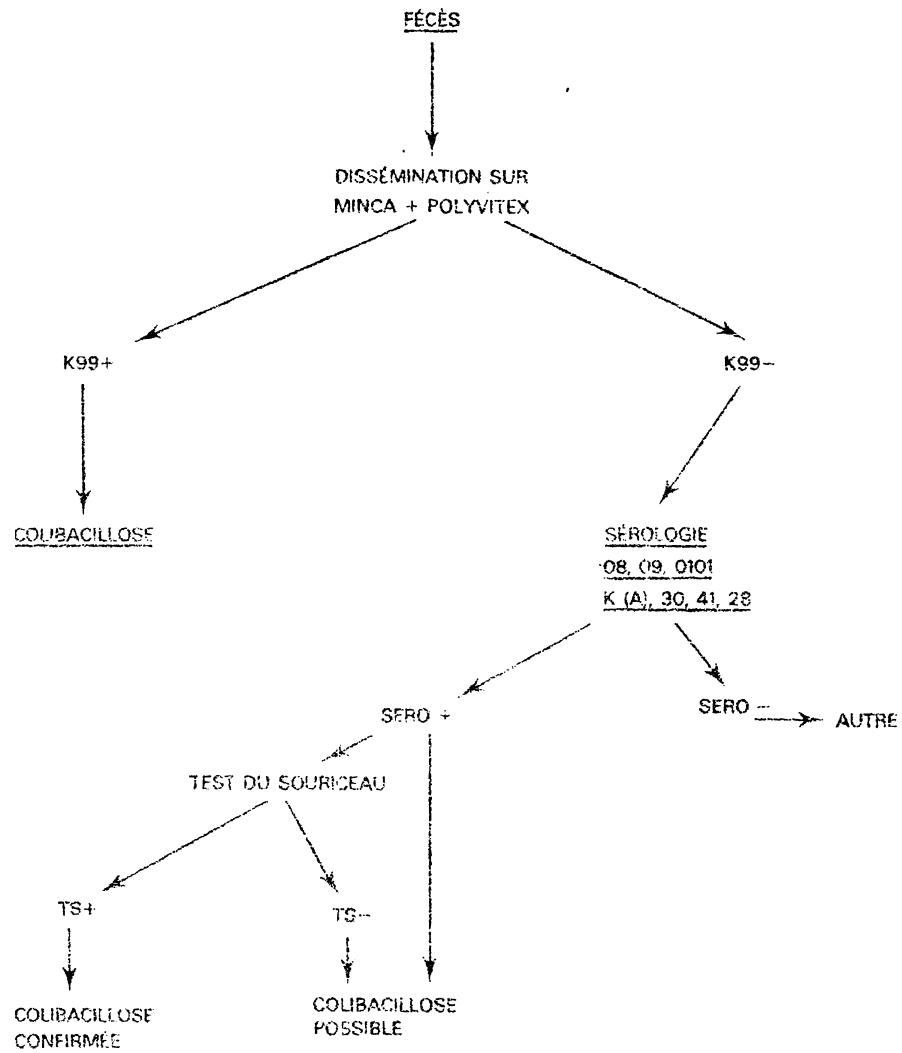 FÉCÈS
DISSÉMINATION SUR
MINCA + POLYVITEX
K99+
K99−
COLIBACILLOSE
SÉROLOGIE
08, 09, 0101
K (A), 30, 41, 28
SERO +
SERO −
AUTRE
TEST DU SOURICEAU
TS+
TS−
COLIBACILLOSE
CONFIRMÉE
COLIBACILLOSE
POSSIBLE